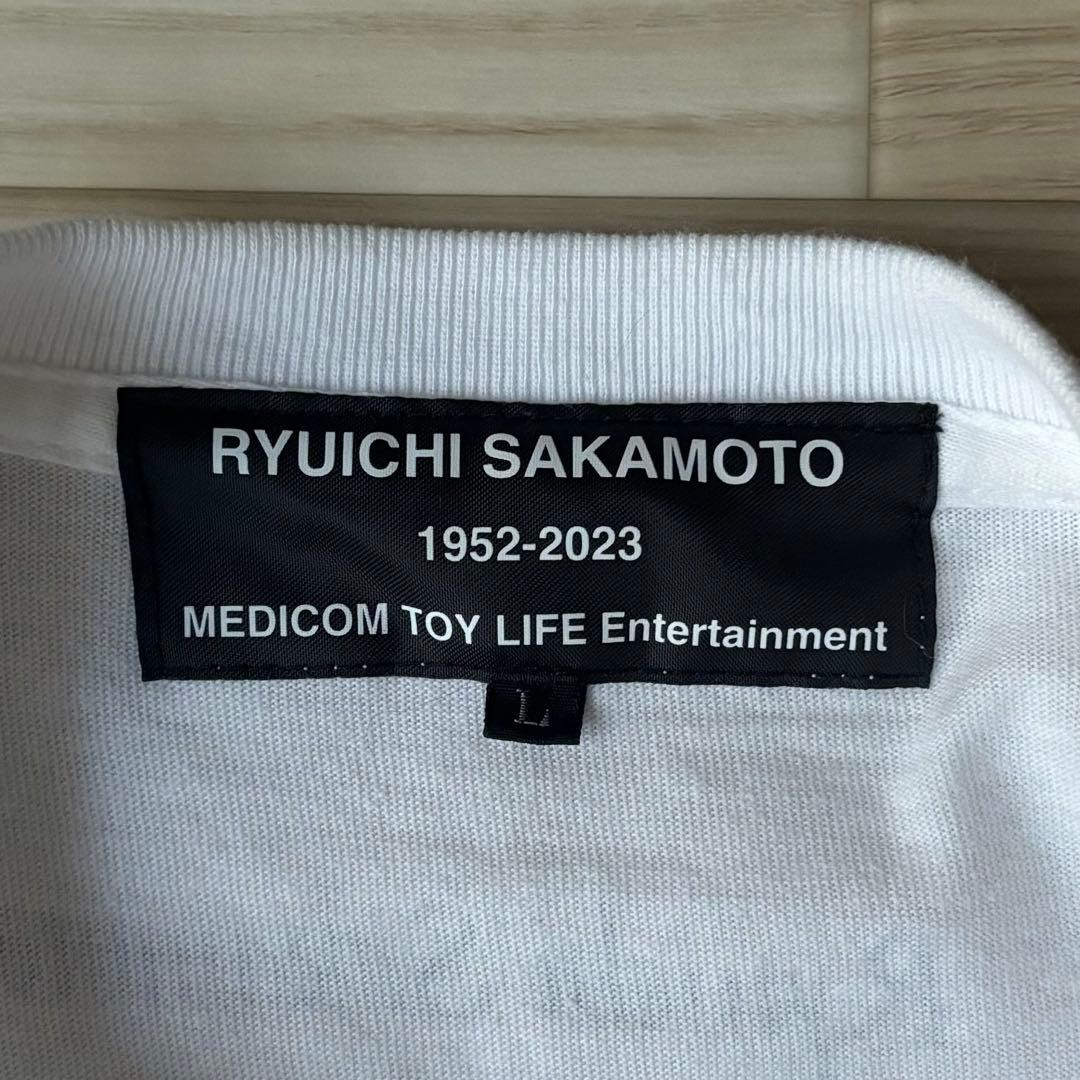 RYUICHI SAKAMOTO
1952-2023
MEDICOM TOY LIFE Entertainment
L